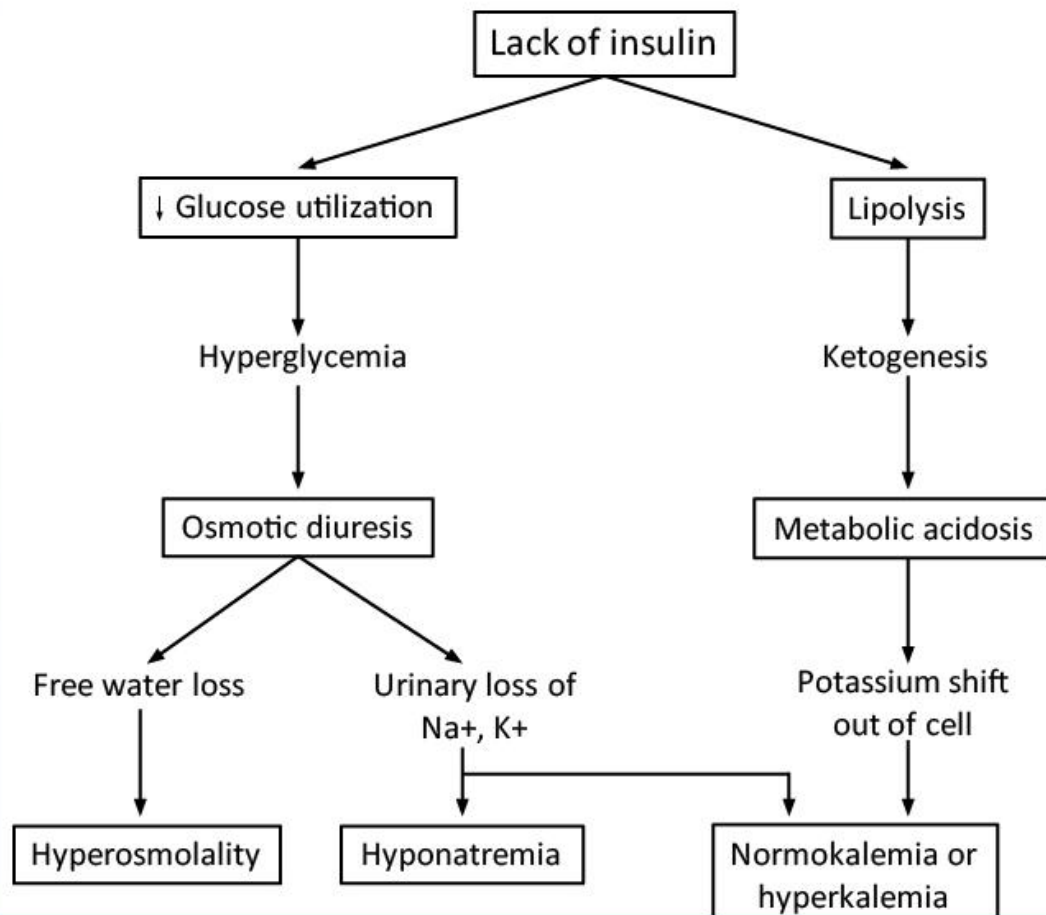 Lack of insulin
↓ Glucose utilization
Lipolysis
Hyperglycemia
Ketogenesis
Osmotic diuresis
Metabolic acidosis
Free water loss
Urinary loss of
Na+, K+
Potassium shift
out of cell
Hyperosmolality
Hyponatremia
Normokalemia or
hyperkalemia